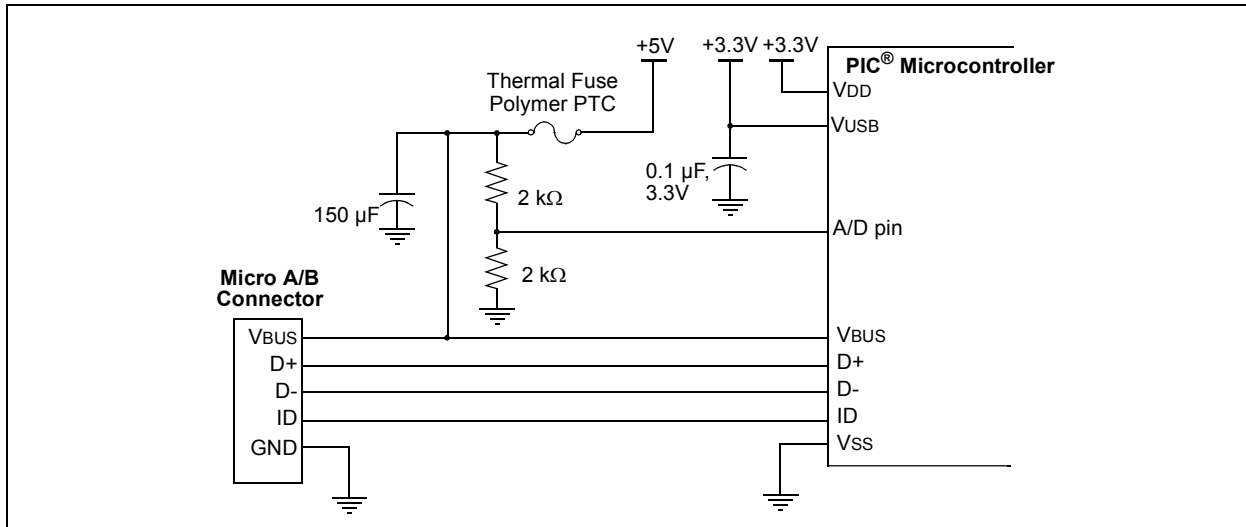 +5V
+3.3V
+3.3V
PIC® Microcontroller
VDD
Thermal Fuse
Polymer PTC
VUSB
0.1 µF,
3.3V
2 kΩ
150 µF
A/D pin
2 kΩ
Micro A/B
Connector
VBUS
VBUS
D+
D+
D-
D-
ID
ID
GND
VSS